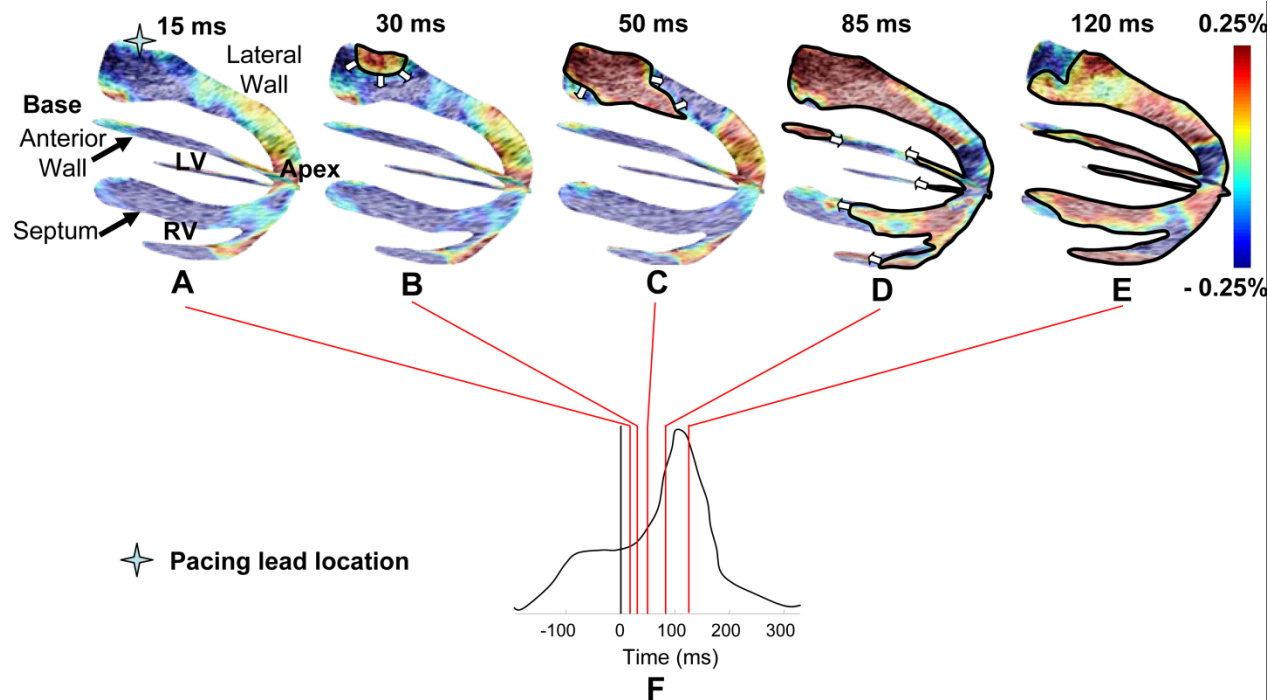 15 ms
30 ms
50 ms
85 ms
120 ms
0.25%
Lateral
Wall
Base
Anterior
Wall
LV
Apex
Septum
RV
- 0.25%
A
B
C
D
E
Pacing lead location
-100
0
100
200
300
Time (ms)
F